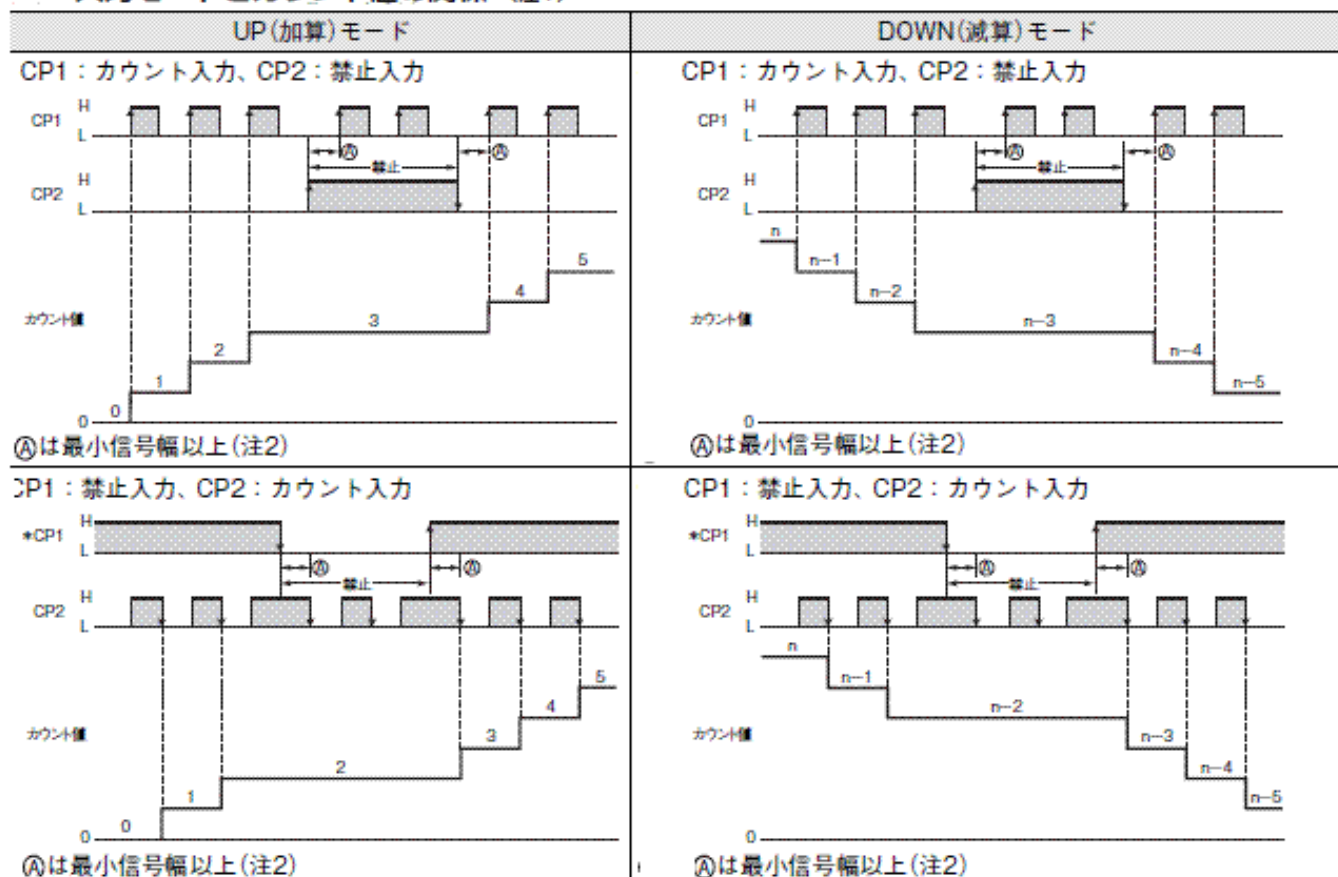 UP(加算)モード
DOWN(減算)モード
CP1：カウント入力、CP2：禁止入力
CP1
H
L
Ⓐ
Ⓐ
禁止
CP2
H
L
カウント値
0
0
1
2
3
4
5
Ⓐは最小信号幅以上(注2)
CP1：カウント入力、CP2：禁止入力
CP1
H
L
Ⓐ
Ⓐ
禁止
CP2
H
L
カウント値
n
n−1
n−2
n−3
n−4
n−5
0
Ⓐは最小信号幅以上(注2)
CP1：禁止入力、CP2：カウント入力
*CP1
H
L
Ⓐ
Ⓐ
禁止
CP2
H
L
カウント値
0
0
1
2
3
4
5
Ⓐは最小信号幅以上(注2)
CP1：禁止入力、CP2：カウント入力
*CP1
H
L
Ⓐ
Ⓐ
禁止
CP2
H
L
カウント値
n
n−1
n−2
n−3
n−4
n−5
0
Ⓐは最小信号幅以上(注2)